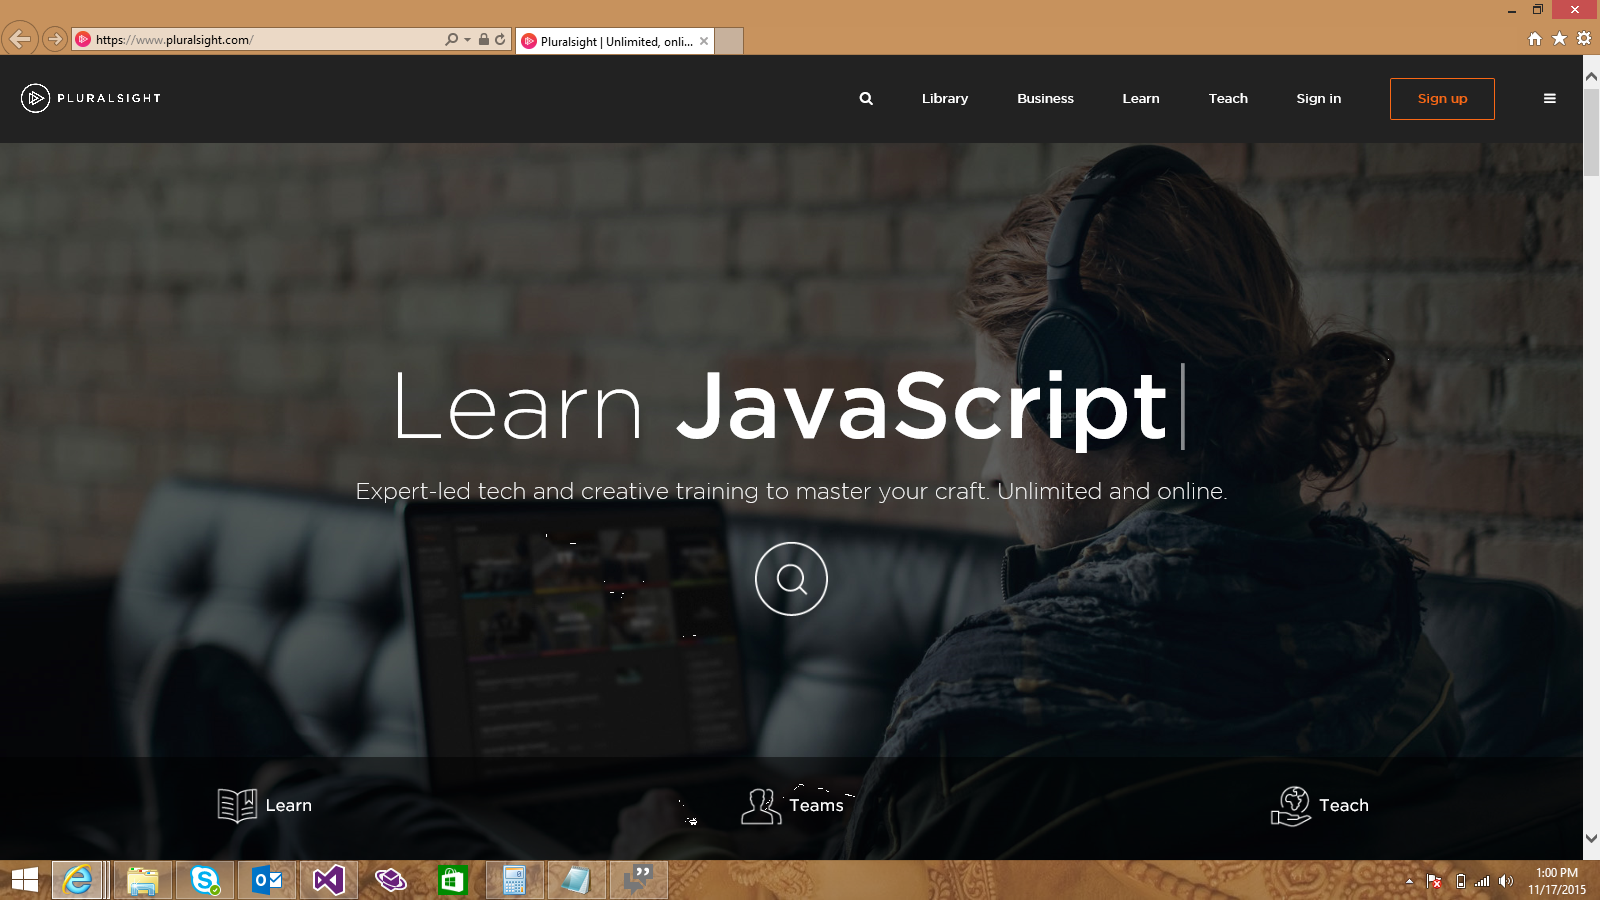 https://www.pluralsight.com/
Pluralsight | Unlimited, onli...
PLURALSIGHT
Library
Business
Learn
Teach
Sign in
Sign up
Learn JavaScript
Expert-led tech and creative training to master your craft. Unlimited and online.
Learn
Teams
Teach
1:00 PM
11/17/2015